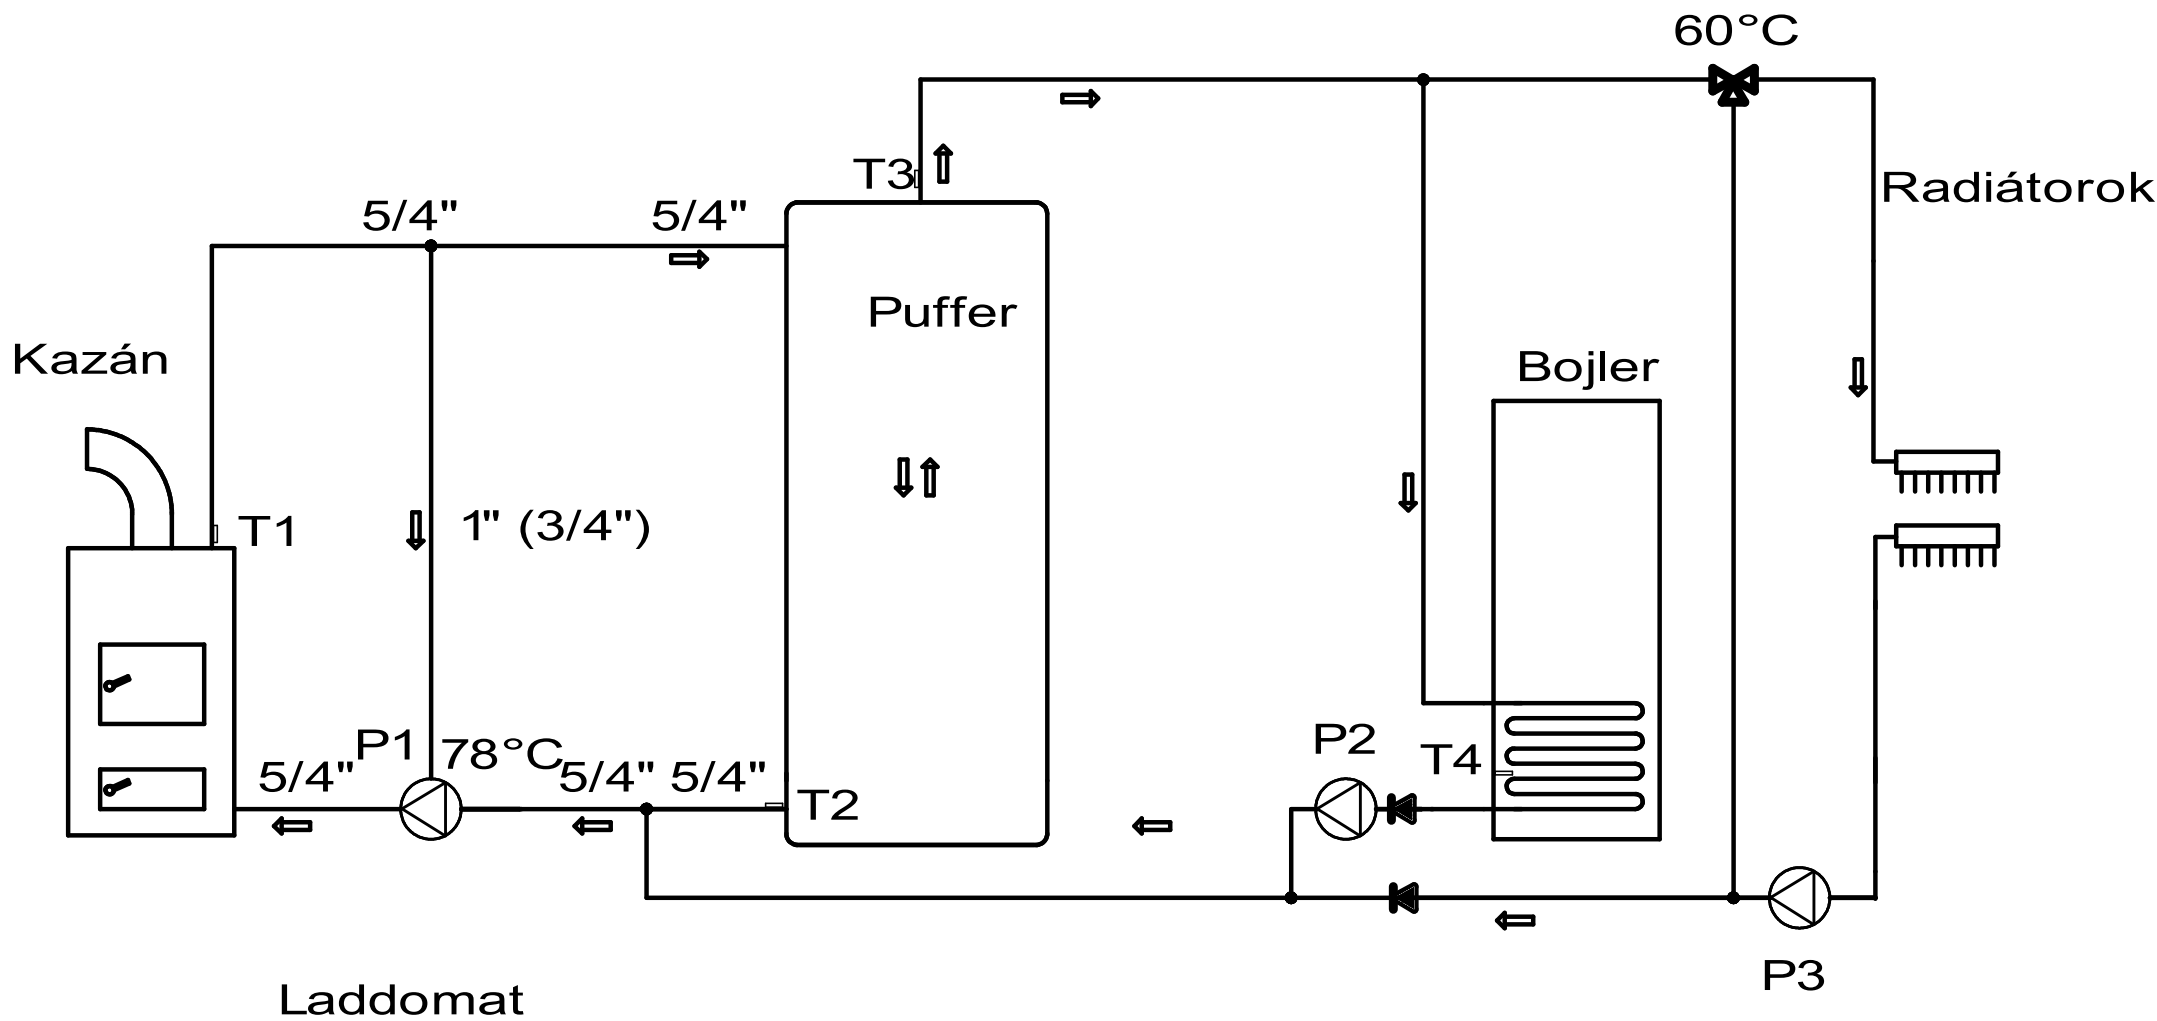 60°C
T3
Radiátorok
5/4" 5/4"
Puffer
Kazán
Bojler
T1
1" (3/4")
P1
78°C
5/4"
5/4" 5/4"
T2
P2
T4
P3
Laddomat